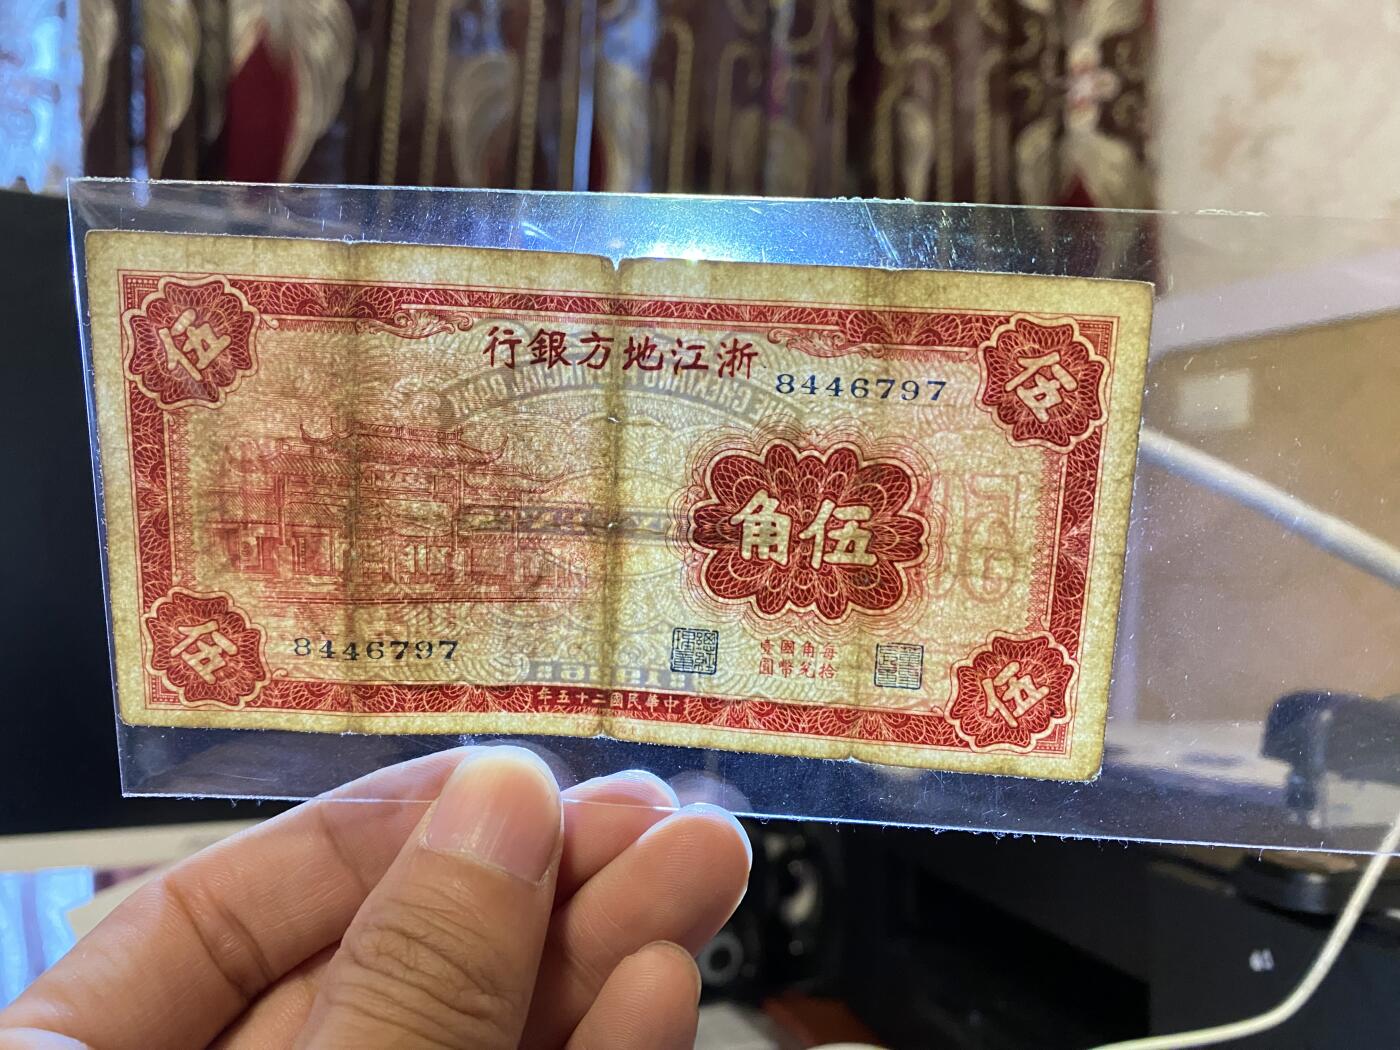 伍
浙江地方銀行
8446797
伍
伍角
伍
8446797
每拾角兌國幣壹圓
伍
中華民國二十五年